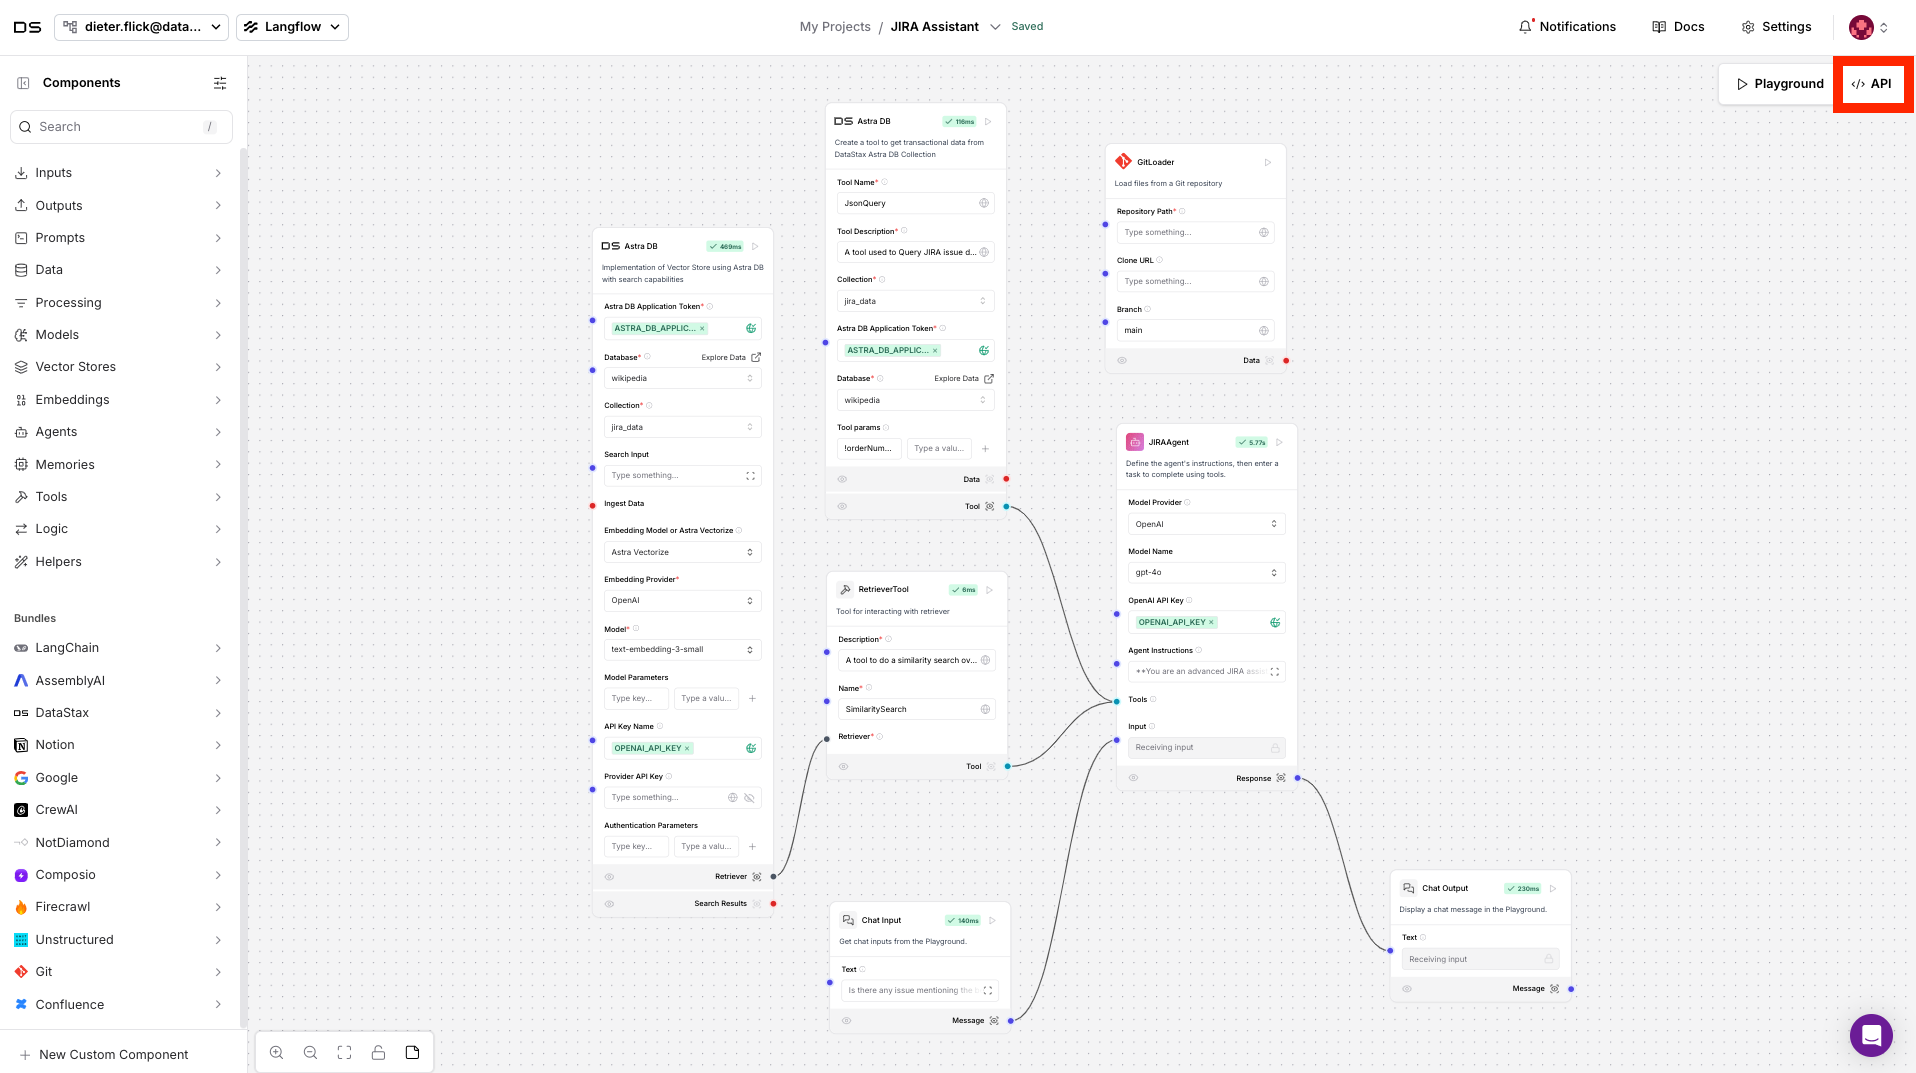 DS
dieter.flick@data...
Langflow
My Projects / JIRA Assistant
Saved
Notifications
Docs
Settings
Components
Search
/
Inputs
Outputs
Prompts
Data
Processing
Models
Vector Stores
Embeddings
Agents
Memories
Tools
Logic
Helpers
Bundles
LangChain
AssemblyAI
DS DataStax
Notion
Google
CrewAI
NotDiamond
Composio
Firecrawl
Unstructured
Git
Confluence
New Custom Component
Playground
</> API
DS Astra DB
469ms
Implementation of Vector Store using Astra DB
with search capabilities
Astra DB Application Token*
ASTRA_DB_APPLIC... ×
Database*
Explore Data
wikipedia
Collection*
jira_data
Search Input
Type something...
Ingest Data
Embedding Model or Astra Vectorize
Astra Vectorize
Embedding Provider*
OpenAI
Model*
text-embedding-3-small
Model Parameters
Type key...
Type a valu...
API Key Name
OPENAI_API_KEY ×
Provider API Key
Type something...
Authentication Parameters
Type key...
Type a valu...
Retriever
Search Results
DS Astra DB
116ms
Create a tool to get transactional data from
DataStax Astra DB Collection
Tool Name*
JsonQuery
Tool Description*
A tool used to Query JIRA issue d...
Collection*
jira_data
Astra DB Application Token*
ASTRA_DB_APPLIC... ×
Database*
Explore Data
wikipedia
Tool params
!orderNum...
Type a valu...
Data
Tool
RetrieverTool
6ms
Tool for interacting with retriever
Description*
A tool to do a similarity search ov...
Name*
SimilaritySearch
Retriever*
Tool
Chat Input
140ms
Get chat inputs from the Playground.
Text
Is there any issue mentioning the b
Message
GitLoader
Load files from a Git repository
Repository Path*
Type something...
Clone URL
Type something...
Branch
main
Data
JIRAAgent
5.77s
Define the agent's instructions, then enter a
task to complete using tools.
Model Provider
OpenAI
Model Name
gpt-4o
OpenAI API Key
OPENAI_API_KEY ×
Agent Instructions
**You are an advanced JIRA assis
Tools
Input
Receiving input
Response
Chat Output
230ms
Display a chat message in the Playground.
Text
Receiving input
Message